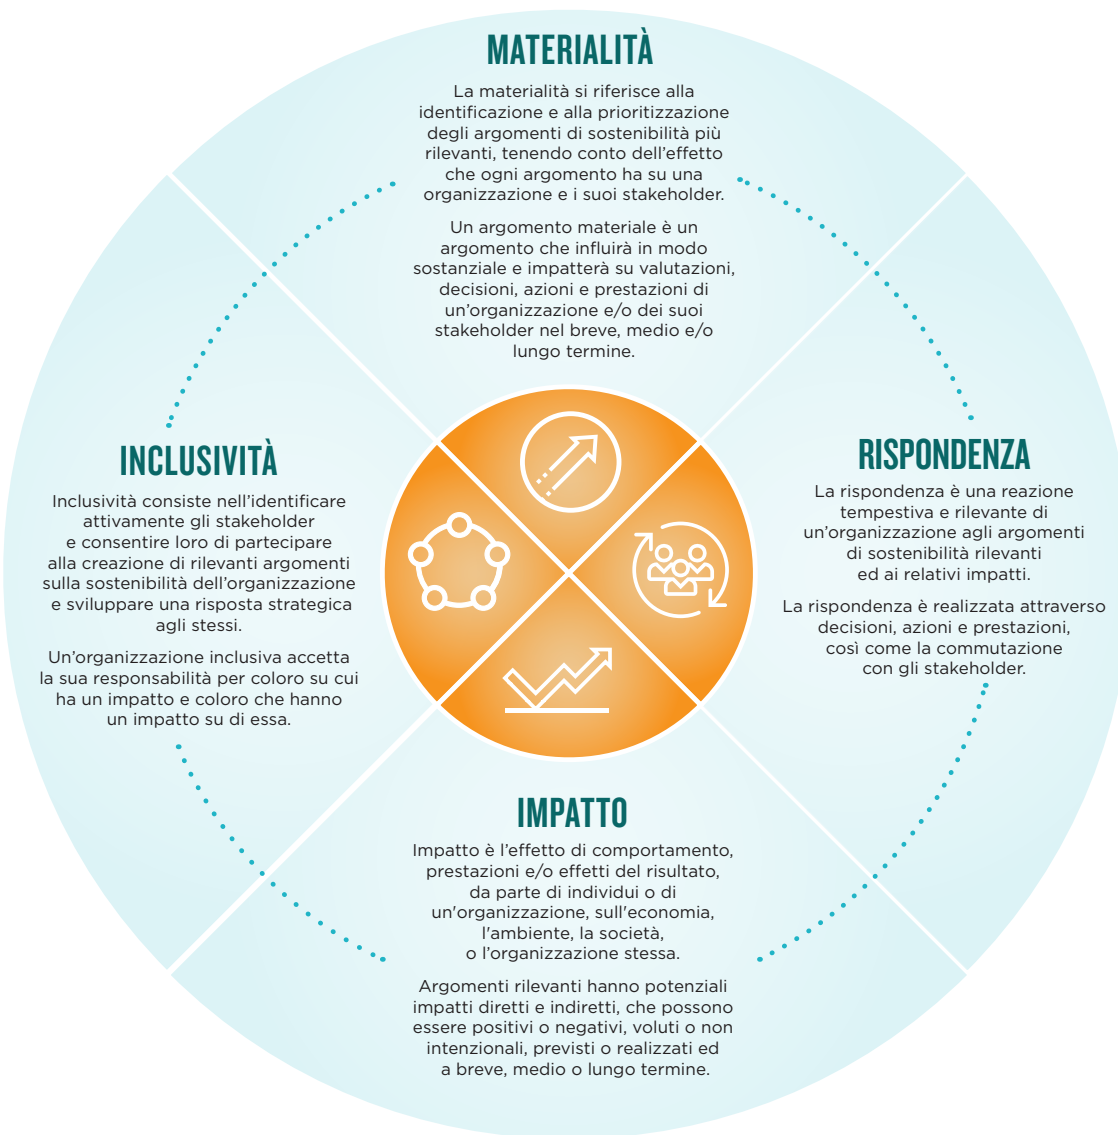 MATERIALITÀ
La materialità si riferisce alla
identificazione e alla prioritizzazione
degli argomenti di sostenibilità più
rilevanti, tenendo conto dell’effetto
che ogni argomento ha su una
organizzazione e i suoi stakeholder.
Un argomento materiale è un
argomento che influirà in modo
sostanziale e impatterà su valutazioni,
decisioni, azioni e prestazioni di
un’organizzazione e/o dei suoi
stakeholder nel breve, medio e/o
lungo termine.
INCLUSIVITÀ
Inclusività consiste nell’identificare
attivamente gli stakeholder
e consentire loro di partecipare
alla creazione di rilevanti argomenti
sulla sostenibilità dell’organizzazione
e sviluppare una risposta strategica
agli stessi.
Un’organizzazione inclusiva accetta
la sua responsabilità per coloro su cui
ha un impatto e coloro che hanno
un impatto su di essa.
RISPONDENZA
La rispondenza è una reazione
tempestiva e rilevante di
un’organizzazione agli argomenti
di sostenibilità rilevanti
ed ai relativi impatti.
La rispondenza è realizzata attraverso
decisioni, azioni e prestazioni,
così come la commutazione
con gli stakeholder.
IMPATTO
Impatto è l’effetto di comportamento,
prestazioni e/o effetti del risultato,
da parte di individui o di
un'organizzazione, sull'economia,
l'ambiente, la società,
o l’organizzazione stessa.
Argomenti rilevanti hanno potenziali
impatti diretti e indiretti, che possono
essere positivi o negativi, voluti o non
intenzionali, previsti o realizzati ed
a breve, medio o lungo termine.